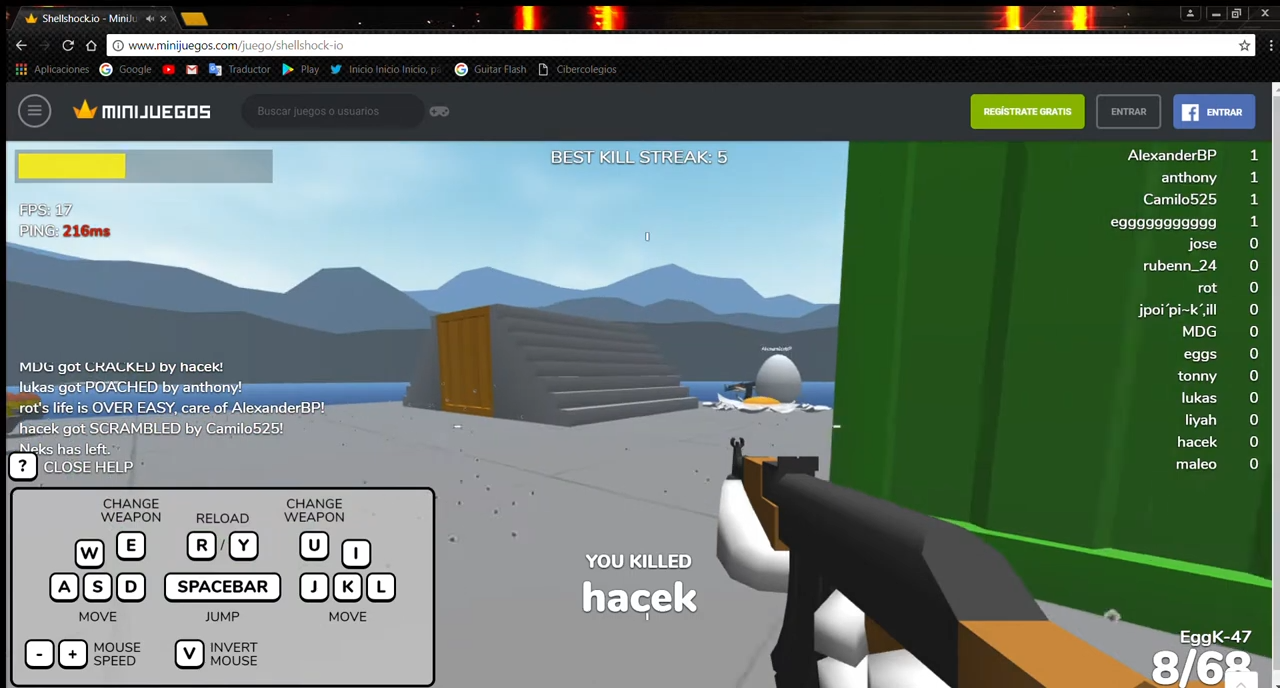 Shellshock.io - MiniJu
www.minijuegos.com/juego/shellshock-io
Aplicaciones Google Traductor Play Inicio Inicio Inicio, pá Guitar Flash Cibercolegios
MINIJUEGOS Buscar juegos o usuarios REGÍSTRATE GRATIS ENTRAR ENTRAR
BEST KILL STREAK: 5
FPS: 17
PING: 216ms
AlexanderBP 1
anthony 1
Camilo525 1
egggggggggg 1
jose 0
rubenn_24 0
rot 0
jpoi´pi~k´,ill 0
MDG 0
eggs 0
tonny 0
lukas 0
liyah 0
hacek 0
maleo 0
MDG got CRACKED by hacek!
lukas got POACHED by anthony!
rot's life is OVER EASY, care of AlexanderBP!
hacek got SCRAMBLED by Camilo525!
Neks has left.
? CLOSE HELP
CHANGE WEAPON RELOAD CHANGE WEAPON
W E R / Y U I
A S D SPACEBAR J K L
MOVE JUMP MOVE
- + MOUSE SPEED V INVERT MOUSE
YOU KILLED
hacek
EggK-47
8/68